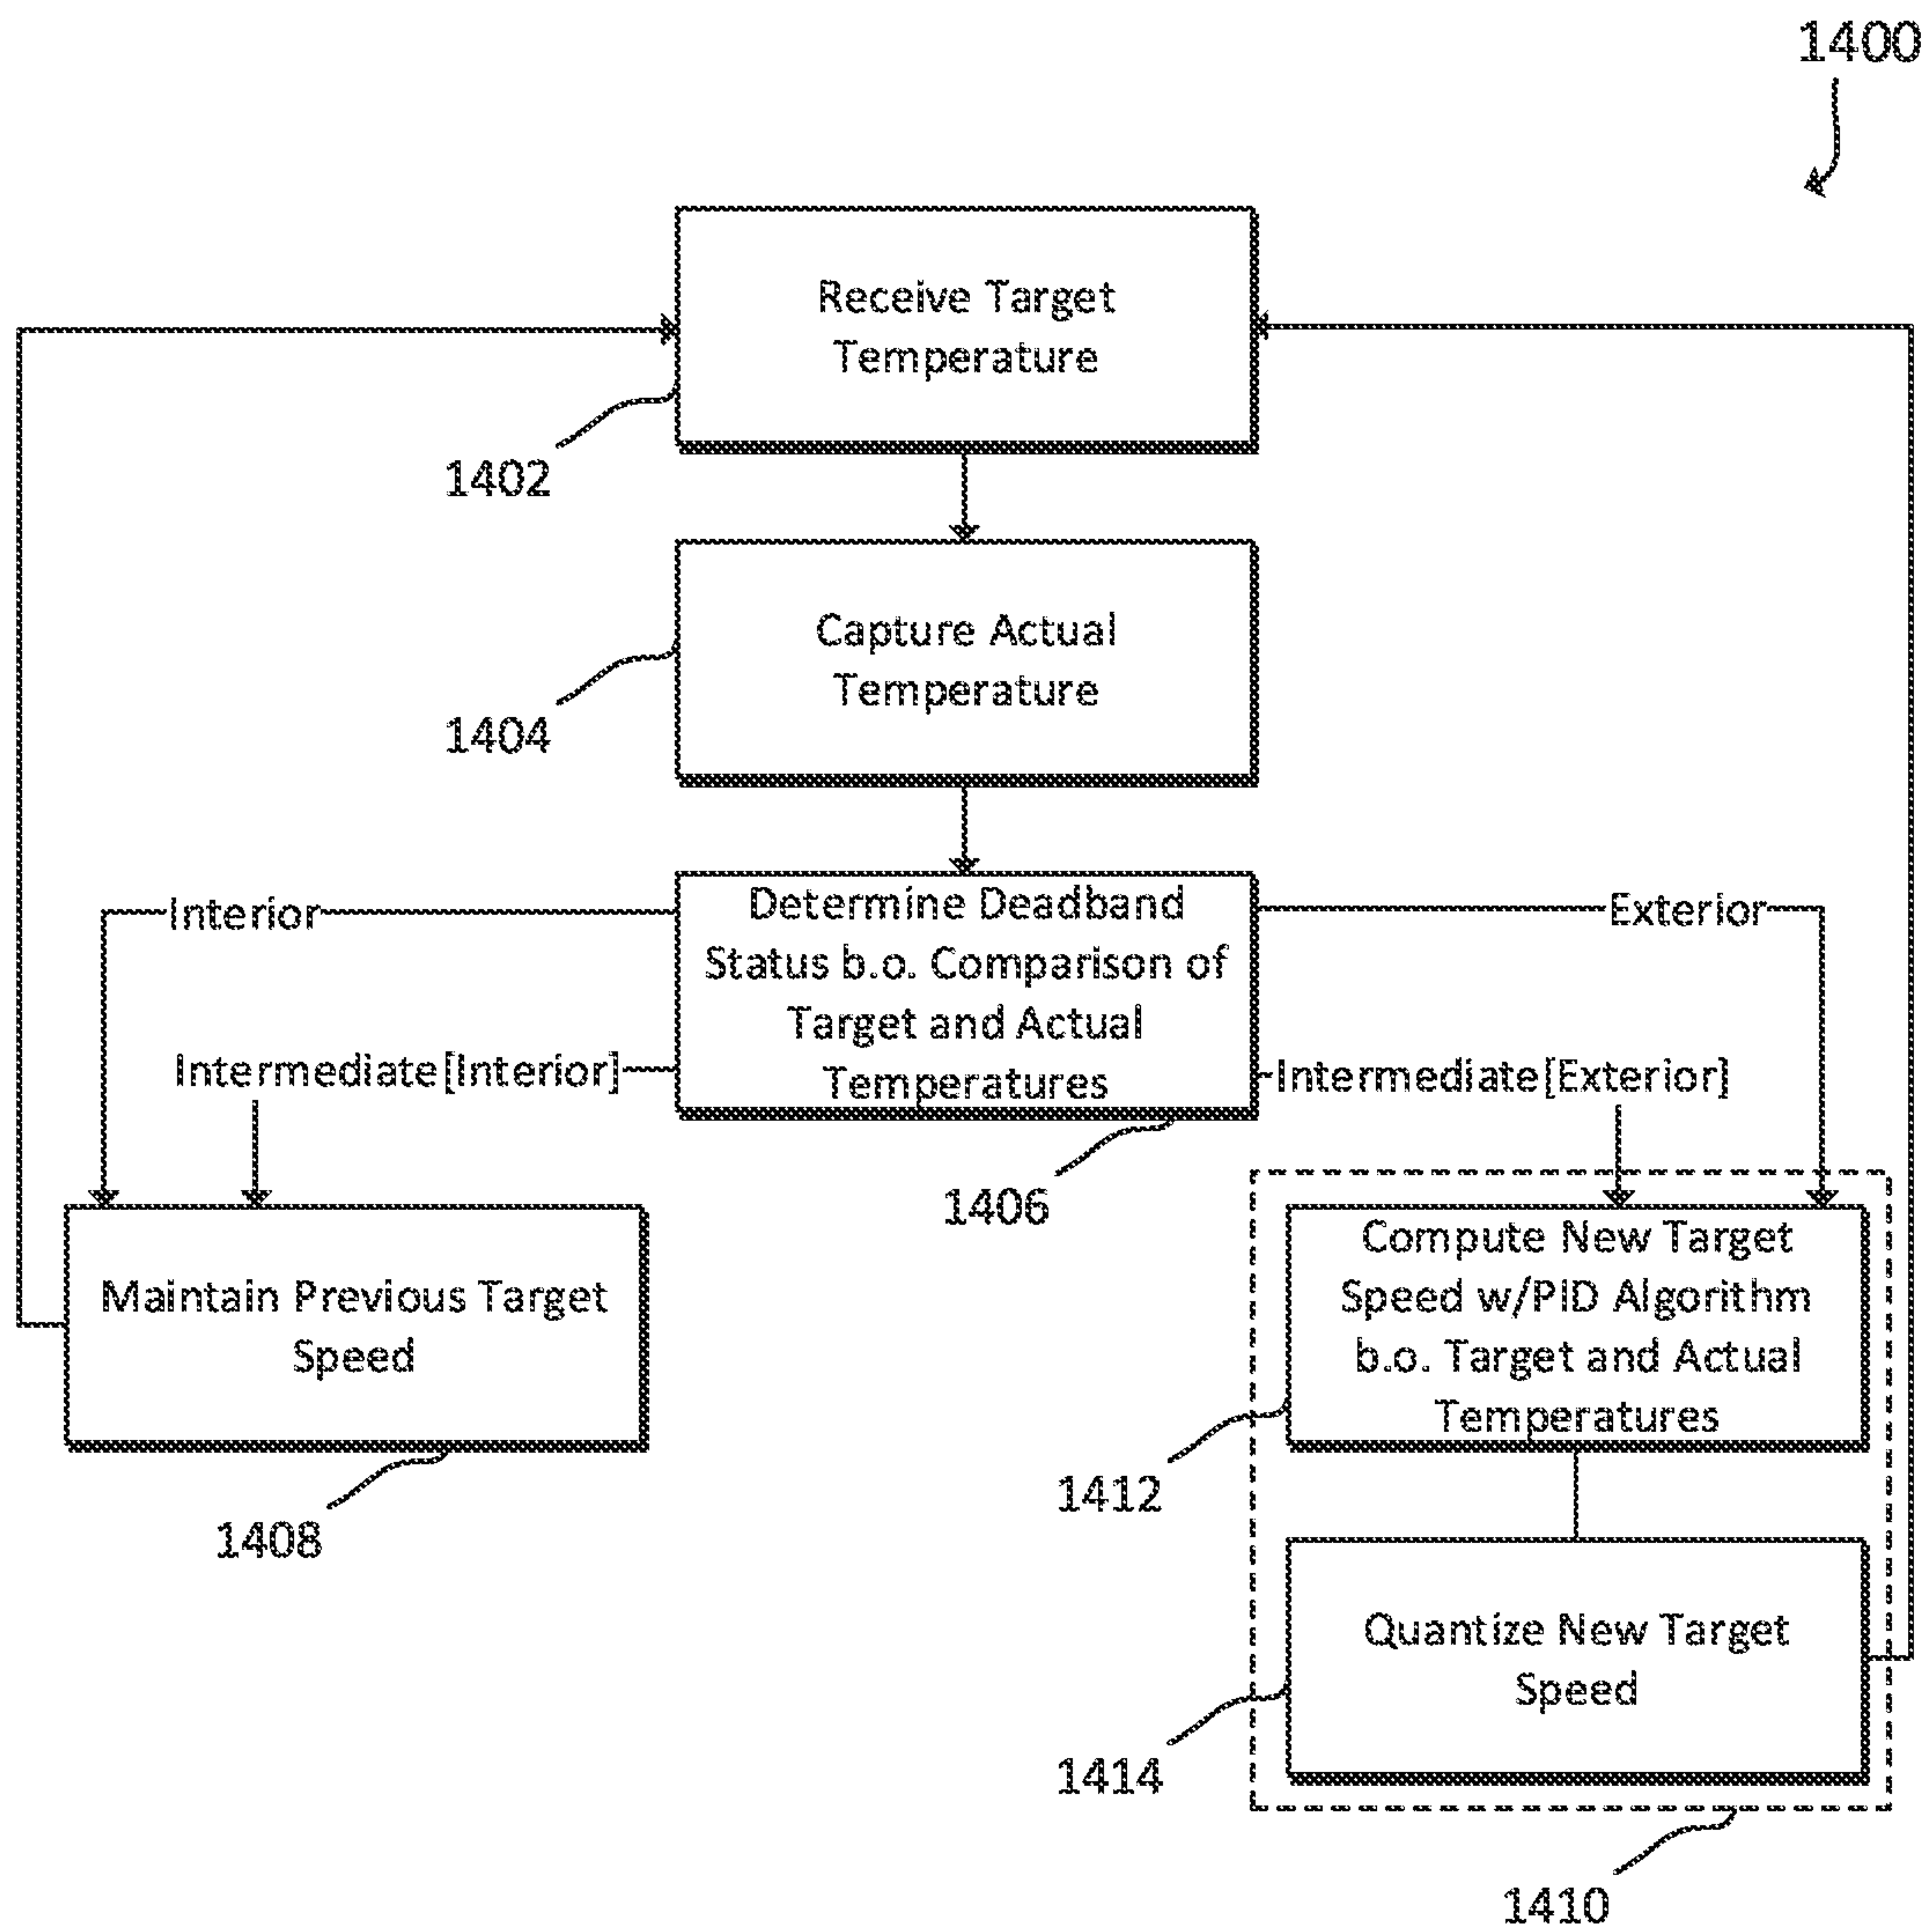 1400
Receive Target
Temperature
1402
Capture Actual
Temperature
1404
Determine Deadband
Status b.o. Comparison of
Target and Actual
Temperatures
Interior
Exterior
Intermediate[Interior]
Intermediate[Exterior]
1406
Maintain Previous Target
Speed
1408
Compute New Target
Speed w/PID Algorithm
b.o. Target and Actual
Temperatures
1412
Quantize New Target
Speed
1414
1410